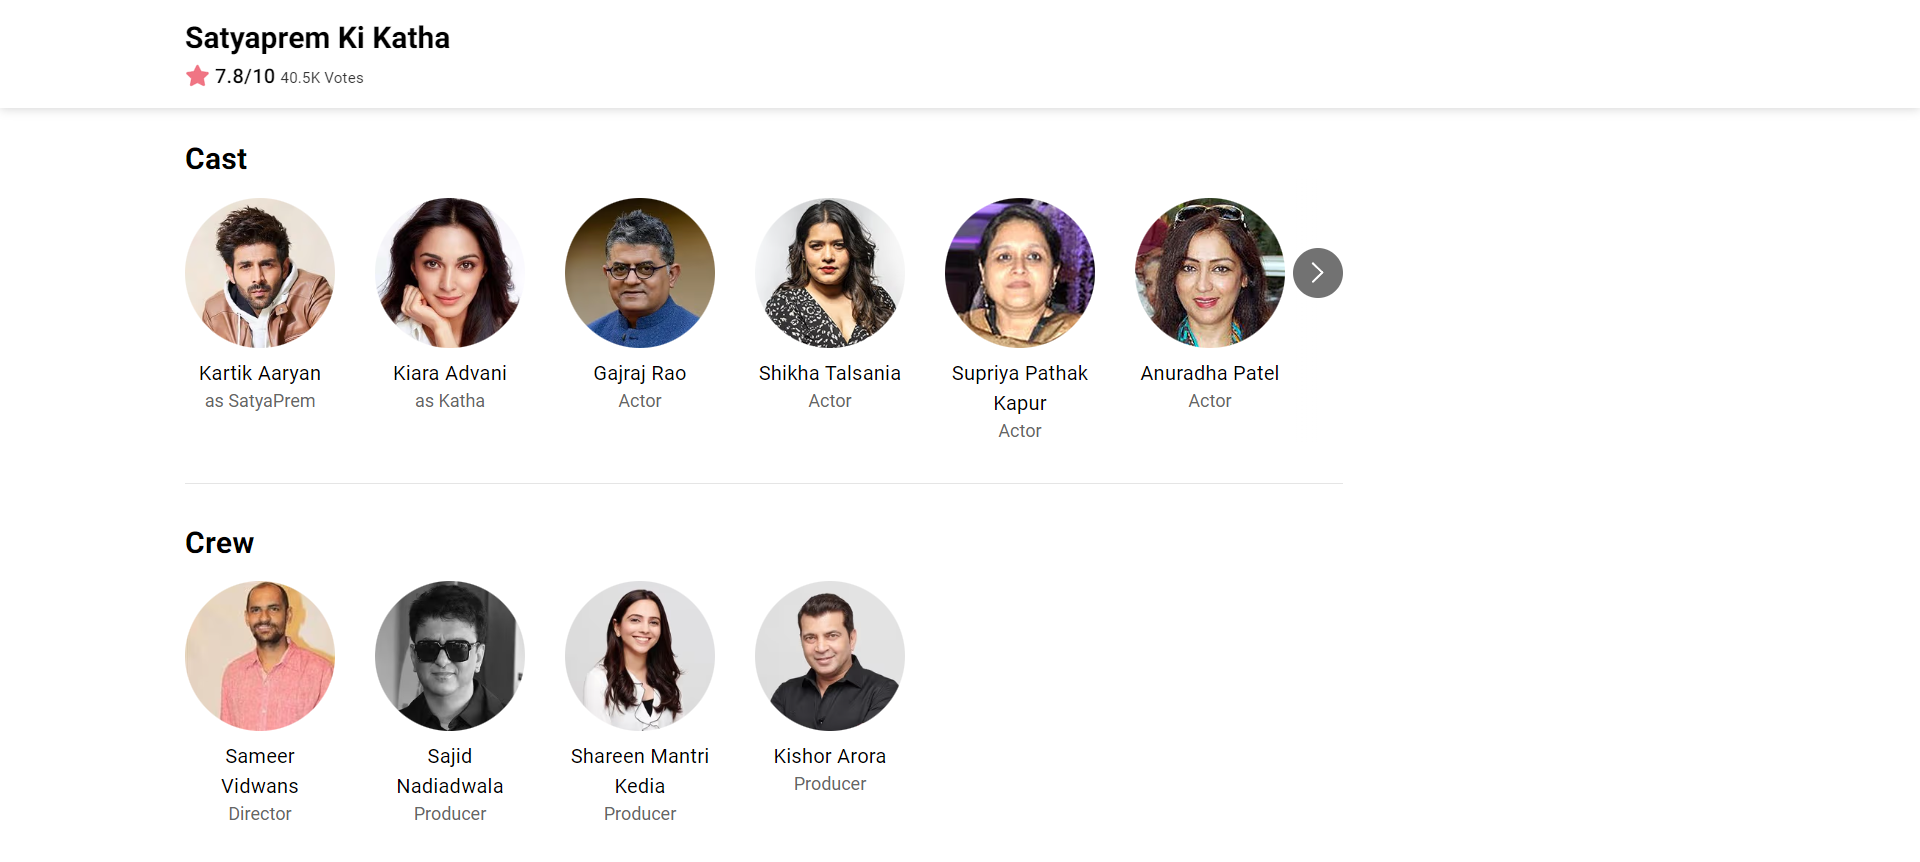 Satyaprem Ki Katha
7.8/10 40.5K Votes
Cast
Kartik Aaryan
as SatyaPrem
Kiara Advani
as Katha
Gajraj Rao
Actor
Shikha Talsania
Actor
Supriya Pathak
Kapur
Actor
Anuradha Patel
Actor
Crew
Sameer
Vidwans
Director
Sajid
Nadiadwala
Producer
Shareen Mantri
Kedia
Producer
Kishor Arora
Producer